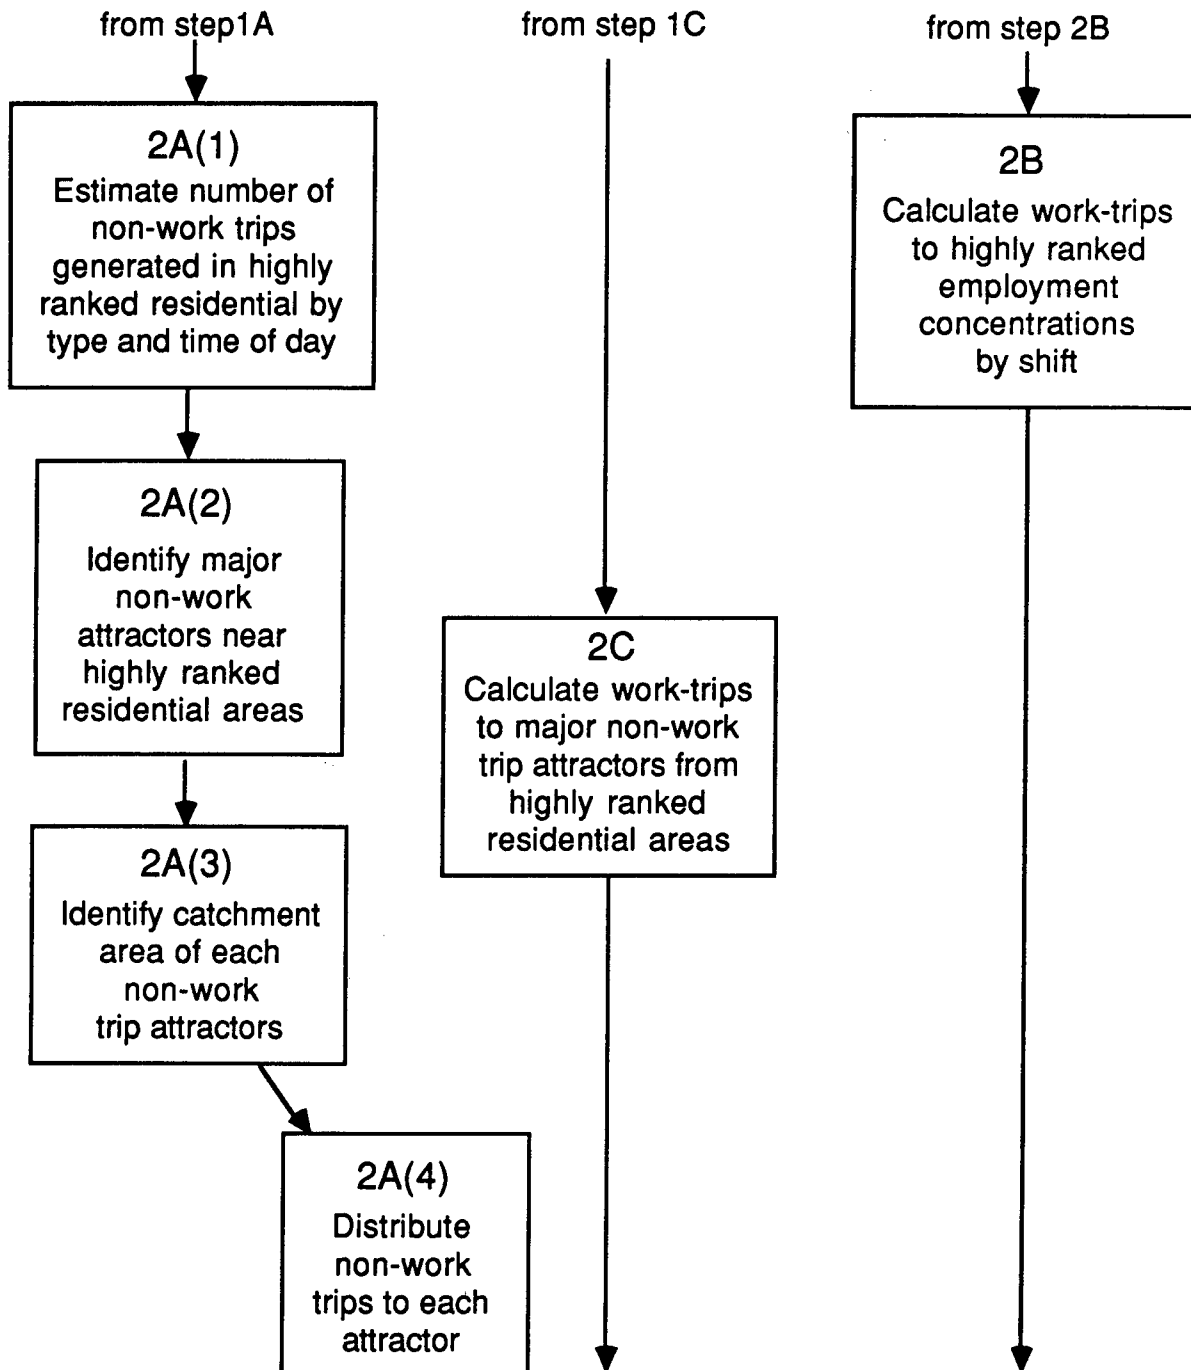 from step1A
from step 1C
from step 2B
2A(1)
Estimate number of
non-work trips
generated in highly
ranked residential by
type and time of day
2B
Calculate work-trips
to highly ranked
employment
concentrations
by shift
2A(2)
Identify major
non-work
attractors near
highly ranked
residential areas
2C
Calculate work-trips
to major non-work
trip attractors from
highly ranked
residential areas
2A(3)
Identify catchment
area of each
non-work
trip attractors
2A(4)
Distribute
non-work
trips to each
attractor